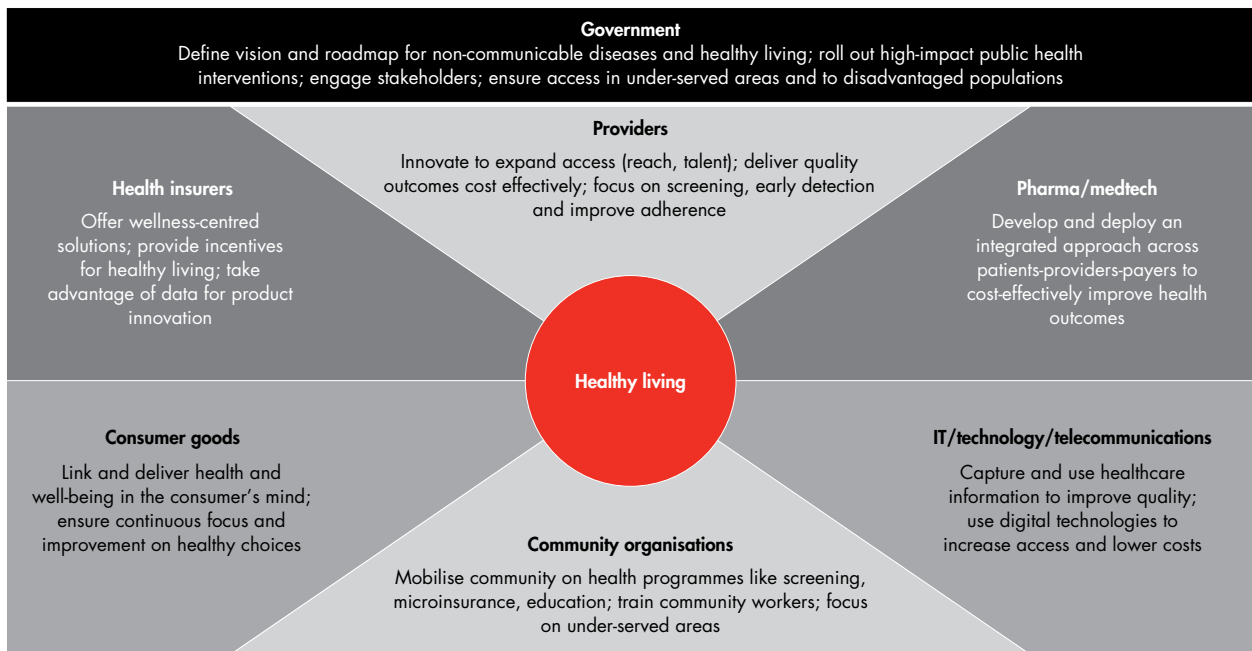 Government
Define vision and roadmap for non-communicable diseases and healthy living; roll out high-impact public health
interventions; engage stakeholders; ensure access in under-served areas and to disadvantaged populations
Providers
Innovate to expand access (reach, talent); deliver quality
outcomes cost effectively; focus on screening, early detection
and improve adherence
Health insurers
Offer wellness-centred
solutions; provide incentives
for healthy living; take
advantage of data for product
innovation
Pharma/medtech
Develop and deploy an
integrated approach across
patients-providers-payers to
cost-effectively improve health
outcomes
Healthy living
Consumer goods
Link and deliver health and
well-being in the consumer’s mind;
ensure continuous focus and
improvement on healthy choices
IT/technology/telecommunications
Capture and use healthcare
information to improve quality;
use digital technologies to
increase access and lower costs
Community organisations
Mobilise community on health programmes like screening,
microinsurance, education; train community workers; focus
on under-served areas